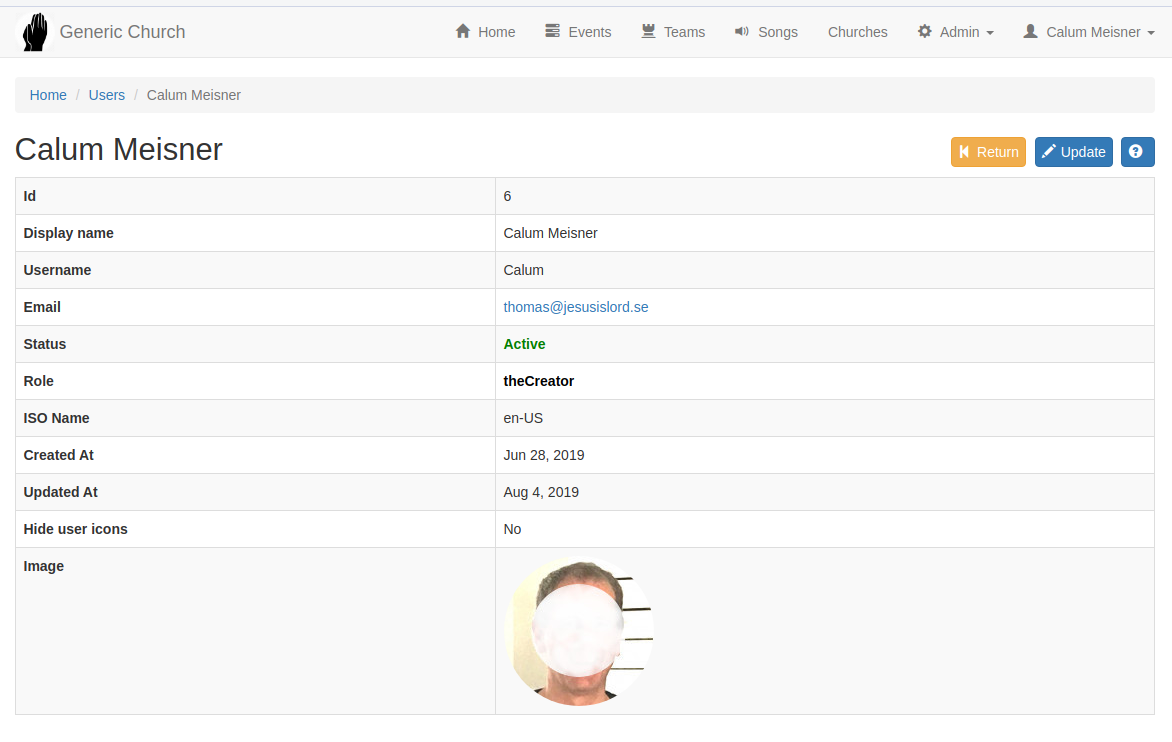 Generic Church Home Events Teams Songs Churches Admin Calum Meisner
Home / Users / Calum Meisner
Calum Meisner Return Update
Id 6
Display name Calum Meisner
Username Calum
Email thomas@jesusislord.se
Status Active
Role theCreator
ISO Name en-US
Created At Jun 28, 2019
Updated At Aug 4, 2019
Hide user icons No
Image